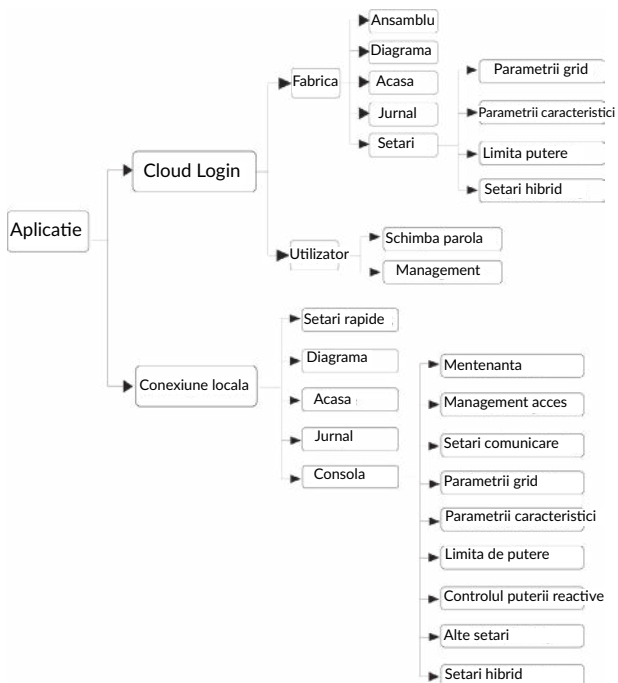 Aplicatie
Cloud Login
Fabrica
Ansamblu
Diagrama
Acasa
Jurnal
Setari
Parametrii grid
Parametrii caracteristici
Limita putere
Setari hibrid
Utilizator
Schimba parola
Management
Conexiune locala
Setari rapide
Diagrama
Acasa
Jurnal
Consola
Mentenanta
Management acces
Setari comunicare
Parametrii grid
Parametrii caracteristici
Limita de putere
Controlul puterii reactive
Alte setari
Setari hibrid